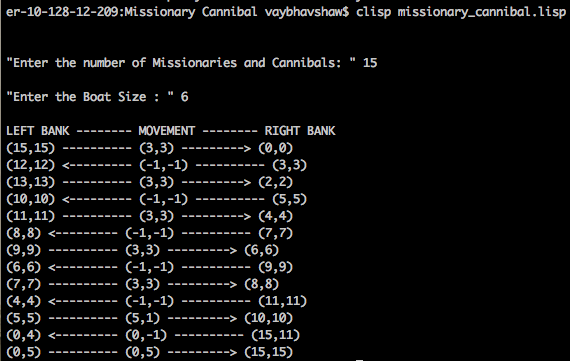 er-10-128-12-209:Missionary Cannibal vaybhavshaw$ clisp missionary_cannibal.lisp
"Enter the number of Missionaries and Cannibals: " 15
"Enter the Boat Size : " 6
LEFT BANK -------- MOVEMENT -------- RIGHT BANK
(15,15) ---------- (3,3) ---------> (0,0)
(12,12) <--------- (-1,-1) ---------- (3,3)
(13,13) ---------- (3,3) ---------> (2,2)
(10,10) <--------- (-1,-1) ---------- (5,5)
(11,11) ---------- (3,3) ---------> (4,4)
(8,8) <--------- (-1,-1) ---------- (7,7)
(9,9) ---------- (3,3) ---------> (6,6)
(6,6) <--------- (-1,-1) ---------- (9,9)
(7,7) ---------- (3,3) ---------> (8,8)
(4,4) <--------- (-1,-1) ---------- (11,11)
(5,5) ---------- (5,1) ---------> (10,10)
(0,4) <--------- (0,-1) ---------- (15,11)
(0,5) ---------- (0,5) ---------> (15,15)